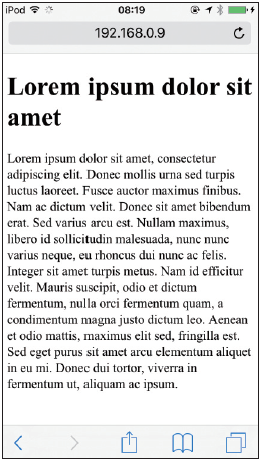 iPod 08:19
192.168.0.9
Lorem ipsum dolor sit
amet
Lorem ipsum dolor sit amet, consectetur
adipiscing elit. Donec mollis urna sed turpis
luctus laoreet. Fusce auctor maximus finibus.
Nam ac dictum velit. Donec sit amet bibendum
erat. Sed varius arcu est. Nullam maximus,
libero id sollicitudin malesuada, nunc nunc
varius neque, eu rhoncus dui nunc ac felis.
Integer sit amet turpis metus. Nam id efficitur
velit. Mauris suscipit, odio et dictum
fermentum, nulla orci fermentum quam, a
condimentum magna justo dictum leo. Aenean
et odio mattis, maximus elit sed, fringilla est.
Sed eget purus sit amet arcu elementum aliquet
in eu mi. Donec dui tortor, viverra in
fermentum ut, aliquam ac ipsum.